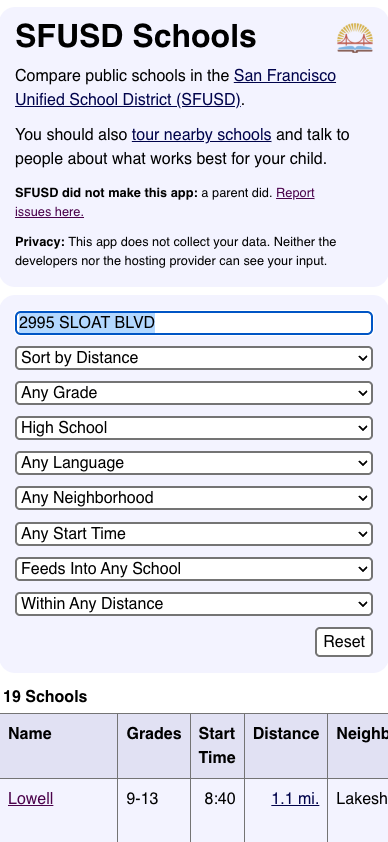 SFUSD Schools
Compare public schools in the San Francisco
Unified School District (SFUSD).
You should also tour nearby schools and talk to
people about what works best for your child.
SFUSD did not make this app: a parent did. Report
issues here.
Privacy: This app does not collect your data. Neither the
developers nor the hosting provider can see your input.
2995 SLOAT BLVD
Sort by Distance
Any Grade
High School
Any Language
Any Neighborhood
Any Start Time
Feeds Into Any School
Within Any Distance
Reset
19 Schools
Name Grades Start Time Distance Neighb
Lowell 9-13 8:40 1.1 mi. Lakesh